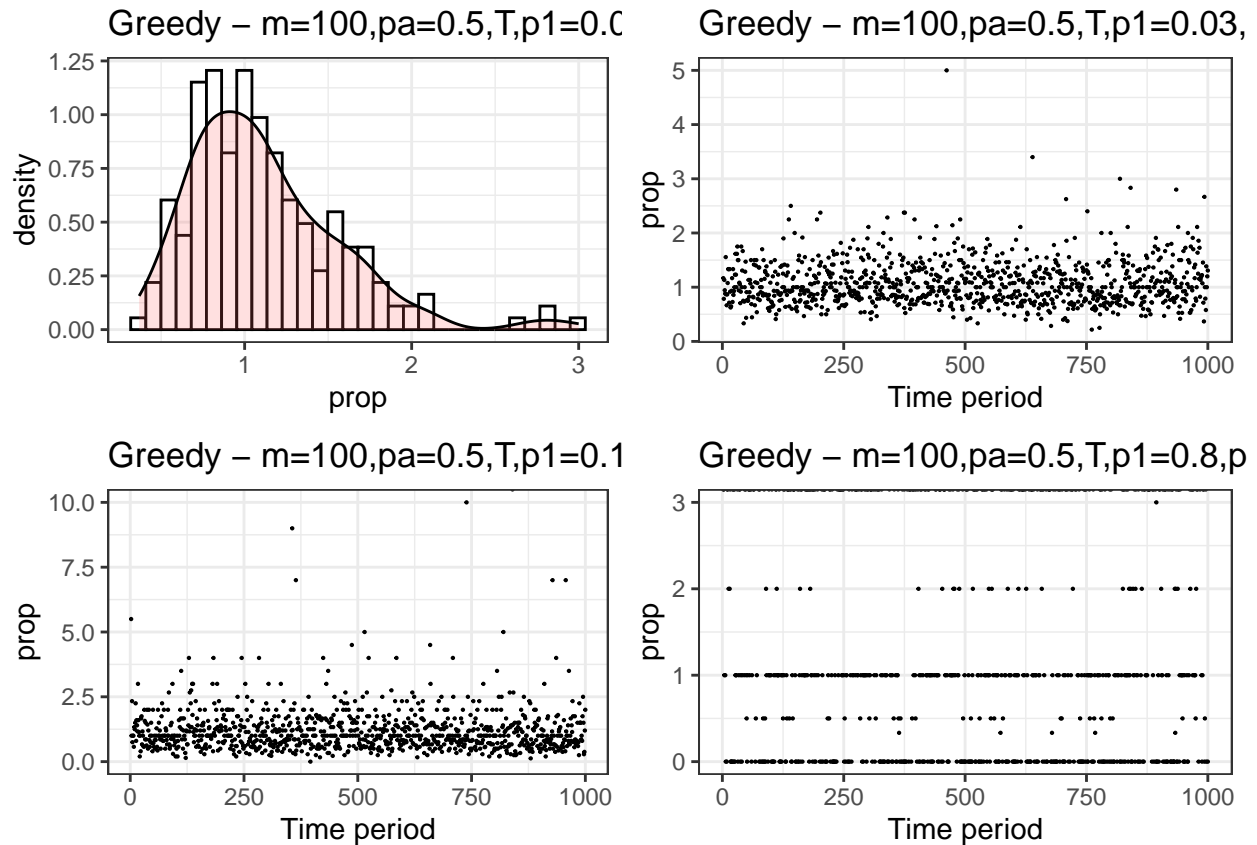 Greedy − m=100,pa=0.5,T,p1=0.0
1.25
1.00
0.75
0.50
0.25
0.00
density
1 2 3
prop
Greedy − m=100,pa=0.5,T,p1=0.03,
5
4
3
2
1
0
prop
0 250 500 750 1000
Time period
Greedy − m=100,pa=0.5,T,p1=0.1
10.0
7.5
5.0
2.5
0.0
prop
0 250 500 750 1000
Time period
Greedy − m=100,pa=0.5,T,p1=0.8,p
3
2
1
0
prop
0 250 500 750 1000
Time period